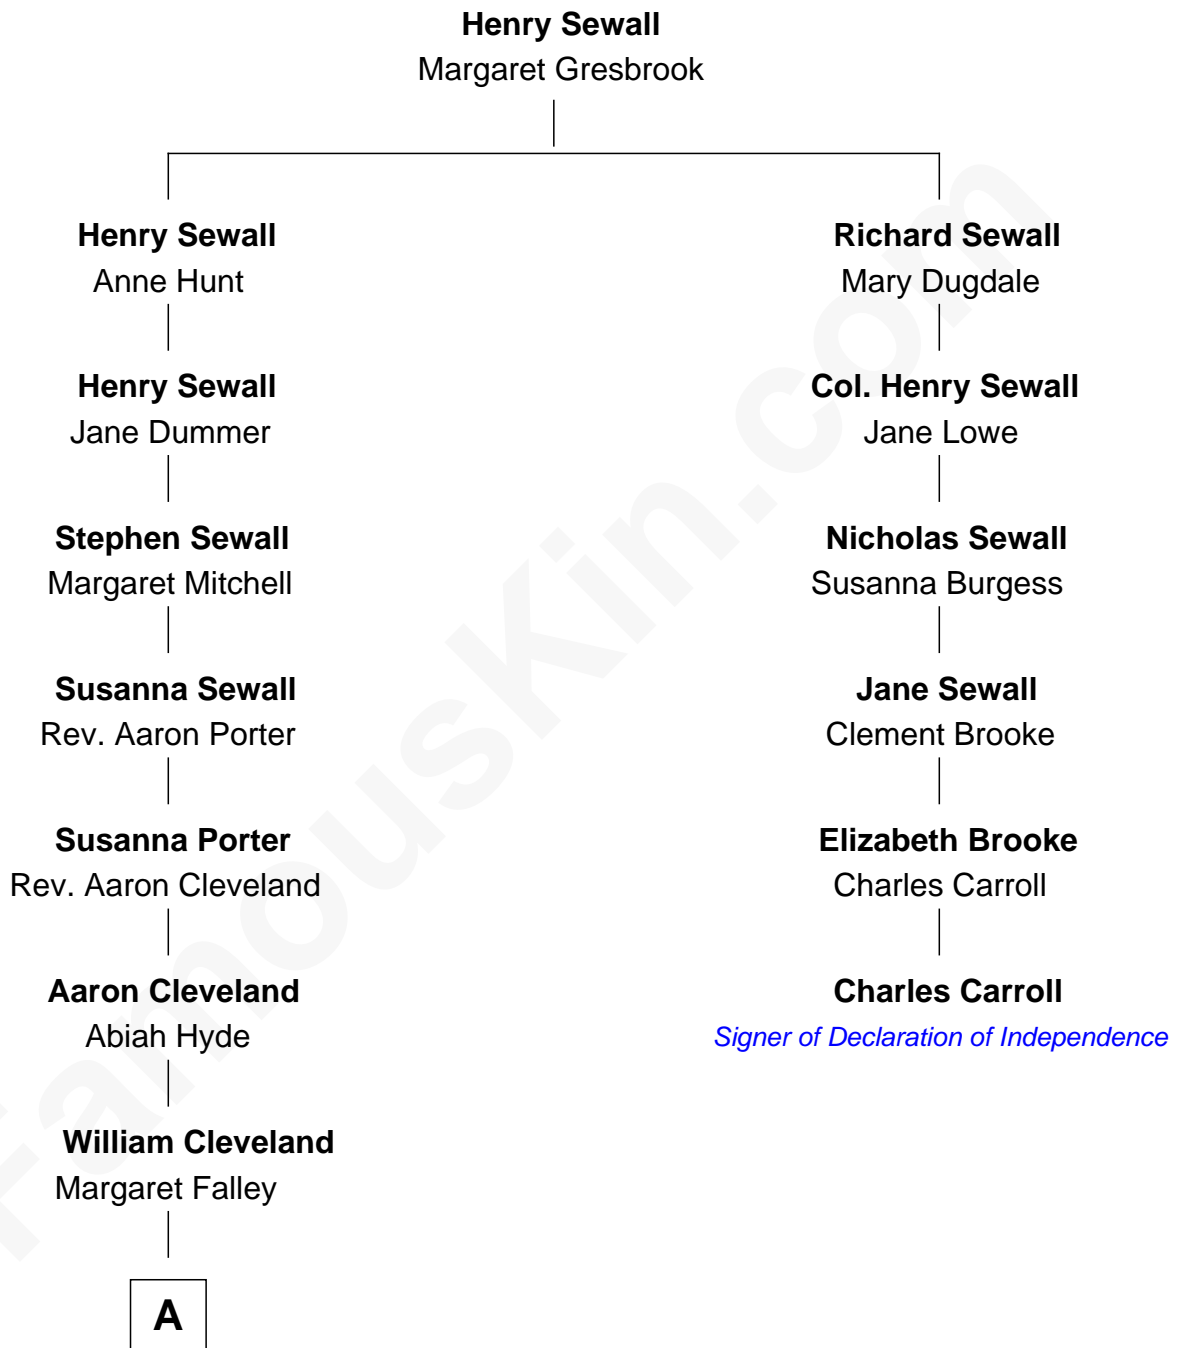 Henry Sewall
Margaret Gresbrook
Henry Sewall
Anne Hunt
Henry Sewall
Jane Dummer
Stephen Sewall
Margaret Mitchell
Susanna Sewall
Rev. Aaron Porter
Susanna Porter
Rev. Aaron Cleveland
Aaron Cleveland
Abiah Hyde
William Cleveland
Margaret Falley
A
Richard Sewall
Mary Dugdale
Col. Henry Sewall
Jane Lowe
Nicholas Sewall
Susanna Burgess
Jane Sewall
Clement Brooke
Elizabeth Brooke
Charles Carroll
Charles Carroll
Signer of Declaration of Independence
FamousKin.com